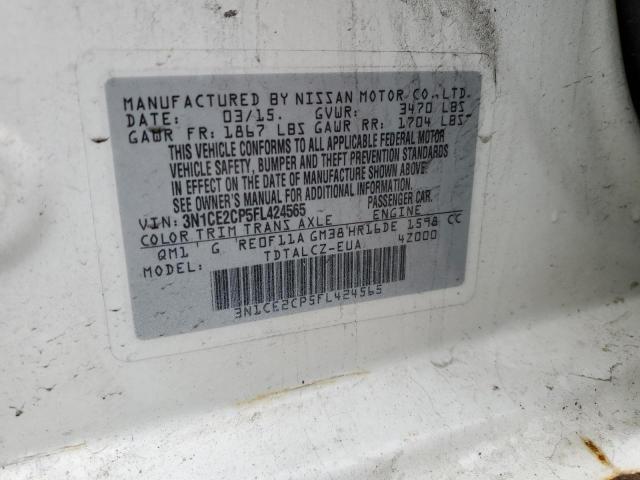 MANUFACTURED BY NISSAN MOTOR CO., LTD.
DATE: 03/15. GVWR: 3470 LBS
GAWR FR: 1867 LBS GAWR RR: 1704 LBS
THIS VEHICLE CONFORMS TO ALL APPLICABLE FEDERAL MOTOR
VEHICLE SAFETY, BUMPER AND THEFT PREVENTION STANDARDS
IN EFFECT ON THE DATE OF MANUFACTURE SHOWN ABOVE.
SEE OWNER'S MANUAL FOR ADDITIONAL INFORMATION.
VIN: 3N1CE2CP5FL424565 PASSENGER CAR.
COLOR TRIM TRANS AXLE ENGINE
QM1 G RE0F11A GM38 HR16DE 1598 CC
MODEL: TDTALCZ-EUA 42000
3N1CE2CP5FL424565